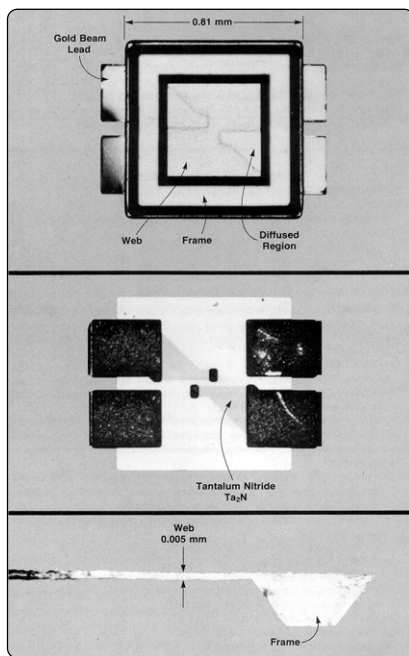 0.81 mm
Gold Beam
Lead
Web
Frame
Diffused
Region
Tantalum Nitride
Ta₂N
Web
0.005 mm
Frame